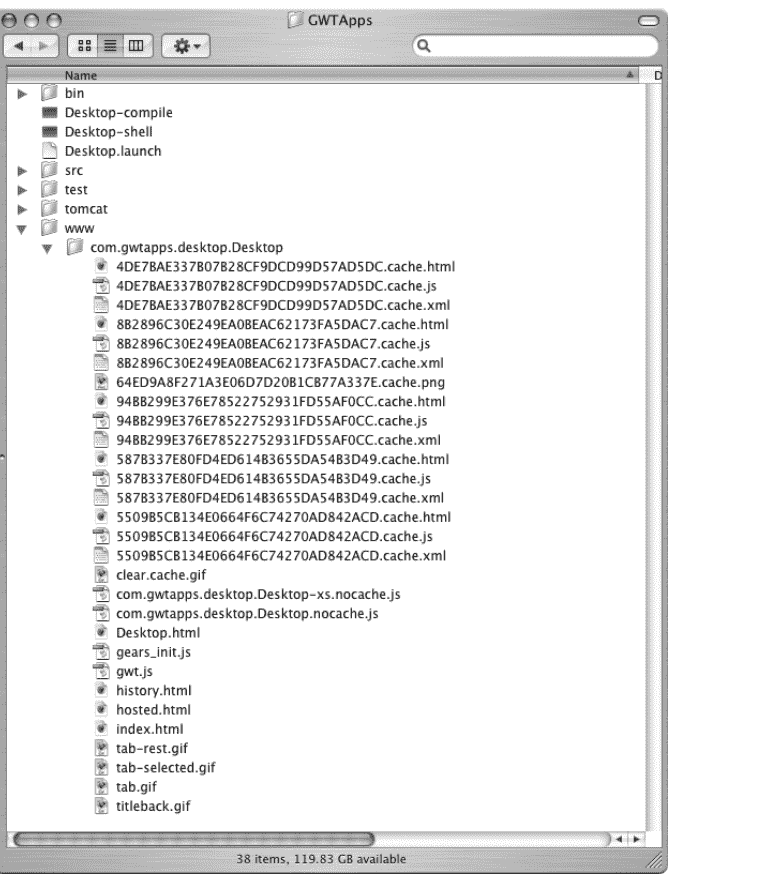 GWTApps
Name D
bin
Desktop-compile
Desktop-shell
Desktop.launch
src
test
tomcat
www
com.gwtapps.desktop.Desktop
4DE7BAE337B07B28CF9DCD99D57AD5DC.cache.html
4DE7BAE337B07B28CF9DCD99D57AD5DC.cache.js
4DE7BAE337B07B28CF9DCD99D57AD5DC.cache.xml
8B2896C30E249EA0BEAC62173FA5DAC7.cache.html
8B2896C30E249EA0BEAC62173FA5DAC7.cache.js
8B2896C30E249EA0BEAC62173FA5DAC7.cache.xml
64ED9A8F271A3E06D7D20B1CB77A337E.cache.png
94BB299E376E78522752931FD55AF0CC.cache.html
94BB299E376E78522752931FD55AF0CC.cache.js
94BB299E376E78522752931FD55AF0CC.cache.xml
587B337E80FD4ED614B3655DA54B3D49.cache.html
587B337E80FD4ED614B3655DA54B3D49.cache.js
587B337E80FD4ED614B3655DA54B3D49.cache.xml
5509B5CB134E0664F6C74270AD842ACD.cache.html
5509B5CB134E0664F6C74270AD842ACD.cache.js
5509B5CB134E0664F6C74270AD842ACD.cache.xml
clear.cache.gif
com.gwtapps.desktop.Desktop-xs.nocache.js
com.gwtapps.desktop.Desktop.nocache.js
Desktop.html
gears_init.js
gwt.js
history.html
hosted.html
index.html
tab-rest.gif
tab-selected.gif
tab.gif
titleback.gif
38 items, 119.83 GB available